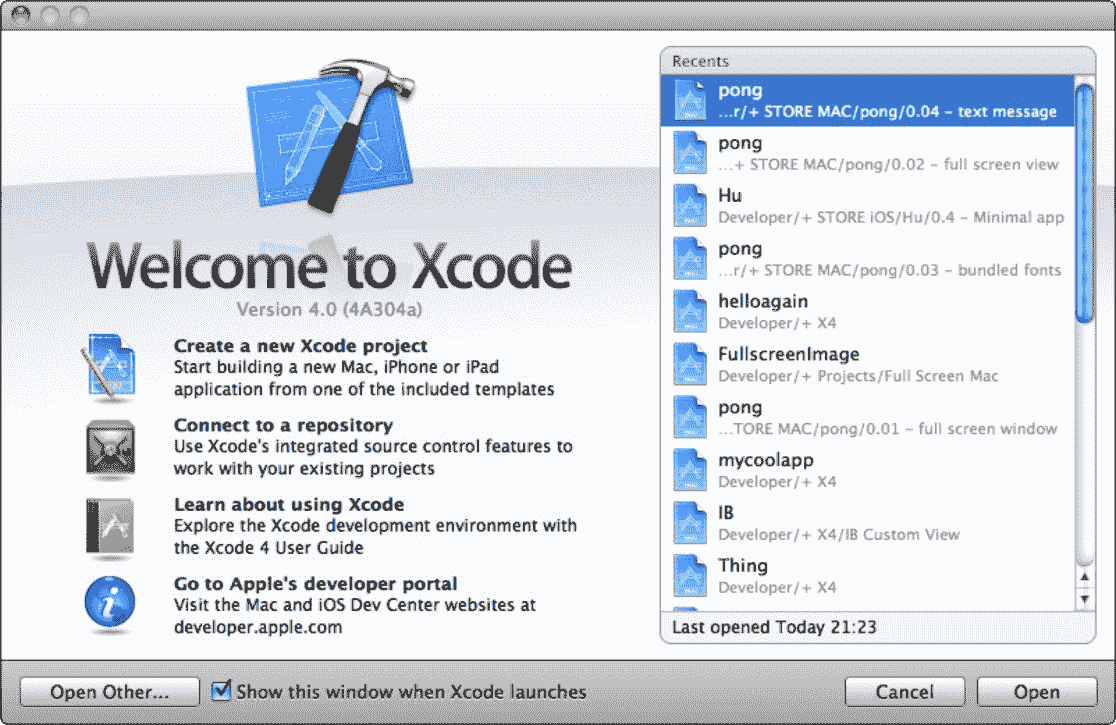 Welcome to Xcode
Version 4.0 (4A304a)
Create a new Xcode project
Start building a new Mac, iPhone or iPad
application from one of the included templates
Connect to a repository
Use Xcode's integrated source control features to
work with your existing projects
Learn about using Xcode
Explore the Xcode development environment with
the Xcode 4 User Guide
Go to Apple's developer portal
Visit the Mac and iOS Dev Center websites at
developer.apple.com
Recents
pong
...r/+ STORE MAC/pong/0.04 – text message
pong
...+ STORE MAC/pong/0.02 – full screen view
Hu
Developer/+ STORE iOS/Hu/0.4 – Minimal app
pong
...r/+ STORE MAC/pong/0.03 – bundled fonts
helloagain
Developer/+ X4
FullscreenImage
Developer/+ Projects/Full Screen Mac
pong
...TORE MAC/pong/0.01 – full screen window
mycoolapp
Developer/+ X4
IB
Developer/+ X4/IB Custom View
Thing
Developer/+ X4
Last opened Today 21:23
Open Other...
Show this window when Xcode launches
Cancel
Open